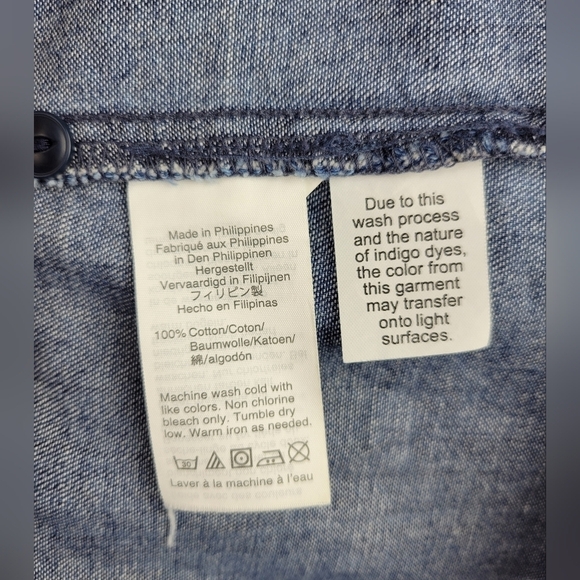 Made in Philippines
Fabriqué aux Philippines
in Den Philippinen
Hergestellt
Vervaardigd in Filipijnen
フィリピン製
Hecho en Filipinas
100% Cotton/Coton/
Baumwolle/Katoen/
綿/algodón
Machine wash cold with
like colors. Non chlorine
bleach only. Tumble dry
low. Warm iron as needed.
30
Laver à la machine à l'eau
Due to this
wash process
and the nature
of indigo dyes,
the color from
this garment
may transfer
onto light
surfaces.